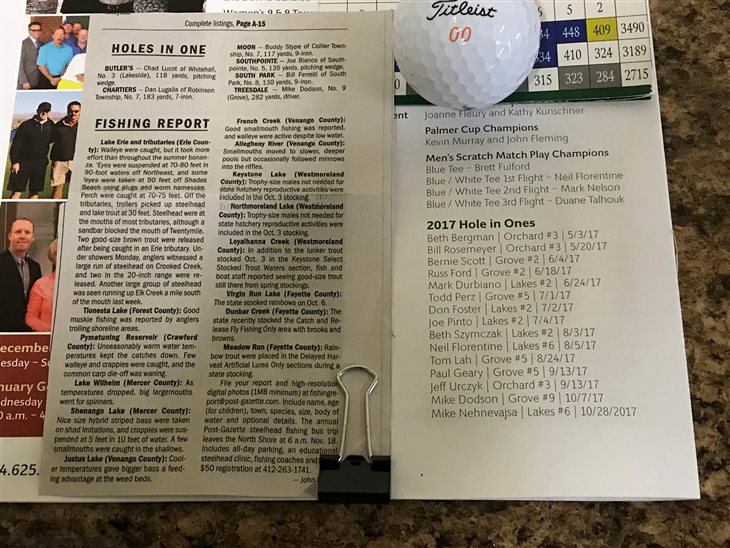 Complete listings, Page A-15
HOLES IN ONE
BUTLER'S – Chad Lucot of Whitehall,
No. 3 (Lakeside), 118 yards, pitching
wedge.
CHARTIERS – Dan Lugaila of Robinson
Township, No. 7, 183 yards, 7-iron.
MOON – Buddy Stype of Collier Town-
ship, No. 7, 117 yards, 9-iron.
SOUTHPOINTE – Joe Bianco of South-
pointe, No. 5, 135 yards, pitching wedge.
SOUTH PARK – Bill Ferrelli of South
Park, No. 8, 130 yards, 9-iron.
TREESDALE – Mike Dodson, No. 9
(Grove), 282 yards, driver.
FISHING REPORT
Lake Erie and tributaries (Erie Coun-
ty): Walleye were caught, but it took more
effort than throughout the summer bonan-
za. 'Eyes were suspended at 70-80 feet in
90-foot waters off Northeast, and some
'eyes were taken at 50 feet off Shades
Beach using plugs and worm harnesses.
Perch were caught at 70-75 feet. Off the
tributaries, trollers picked up steelhead
and lake trout at 30 feet. Steelhead were at
the mouths of most tributaries, although a
sandbar blocked the mouth of Twentymile.
Two good-size brown trout were released
after being caught in an Erie tributary. Un-
der showers Monday, anglers witnessed a
large run of steelhead on Crooked Creek,
and two in the 20-inch range were re-
leased. Another large group of steelhead
was seen running up Elk Creek a mile south
of the mouth last week.
Tionesta Lake (Forest County): Good
muskie fishing was reported by anglers
trolling shoreline areas.
Pymatuning Reservoir (Crawford
County): Unseasonably warm water tem-
peratures kept the catches down. Few
walleye and crappies were caught, and the
common carp die-off was waning.
Lake Wilhelm (Mercer County): As
temperatures dropped, big largemouths
went for spinners.
Shenango Lake (Mercer County):
Nice size hybrid striped bass were taken
on shad imitations, and crappies were sus-
pended at 5 feet in 10 feet of water. A few
smallmouths were caught in the shallows.
Justus Lake (Venango County): Cool-
er temperatures gave bigger bass a feed-
ing advantage at the weed beds.
French Creek (Venango County):
Good smallmouth fishing was reported,
and walleye were active despite low water.
Allegheny River (Venango County):
Smallmouths moved to slower, deeper
pools but occasionally followed minnows
into the riffles.
Keystone Lake (Westmoreland
County): Trophy-size males not needed for
state hatchery reproductive activities were
included in the Oct. 3 stocking.
Northmoreland Lake (Westmoreland
County): Trophy-size males not needed for
state hatchery reproductive activities were
included in the Oct. 3 stocking.
Loyalhanna Creek (Westmoreland
County): In addition to the lunker trout
stocked Oct. 3 in the Keystone Select
Stocked Trout Waters section, fish and
boat staff reported seeing good-size trout
still there from spring stockings.
Virgin Run Lake (Fayette County):
The state stocked rainbows on Oct. 6.
Dunbar Creek (Fayette County): The
state recently stocked the Catch and Re-
lease Fly Fishing Only area with brooks and
browns.
Meadow Run (Fayette County): Rain-
bow trout were placed in the Delayed Har-
vest Artificial Lures Only sections during a
state stocking.
File your report and high-resolution
digital photos (1MB minimum) at fishingre-
port@post-gazette.com. Include name, age
(for children), town, species, size, body of
water and optional details. The annual
Post-Gazette steelhead fishing bus trip
leaves the North Shore at 6 a.m. Nov. 18.
Includes all-day parking, an educational
steelhead clinic, fishing coaches and
$50 registration at 412-263-1741.
— John
Titleist
00
6 5 2
448 409 3490
410 324 3189
315 323 284 2715
Joanne Fleury and Kathy Kunschner
Palmer Cup Champions
Kevin Murray and John Fleming
Men's Scratch Match Play Champions
Blue Tee – Brett Fulford
Blue / White 1st Flight – Neil Florentine
Blue / White 2nd Flight – Mark Nelson
Blue / White 3rd Flight – Duane Talhouk
2017 Hole in Ones
Beth Bergman | Orchard #3 | 5/3/17
Bill Rosemeyer | Orchard #3 | 5/20/17
Bernie Scott | Grove #2 | 6/4/17
Russ Ford | Grove #2 | 6/18/17
Mark Durbiano | Lakes #2 | 6/24/17
Todd Perz | Grove #5 | 7/1/17
Don Foster | Lakes #2 | 7/2/17
Joe Pinto | Lakes #2 | 7/4/17
Beth Szymczak | Lakes #2 | 8/3/17
Neil Florentine | Lakes #6 | 8/5/17
Tom Lah | Grove #5 | 8/24/17
Paul Geary | Grove #5 | 9/13/17
Jeff Urczyk | Orchard #3 | 9/13/17
Mike Dodson | Grove #9 | 10/7/17
Mike Nehnevajsa | Lakes #6 | 10/28/2017
4.625.